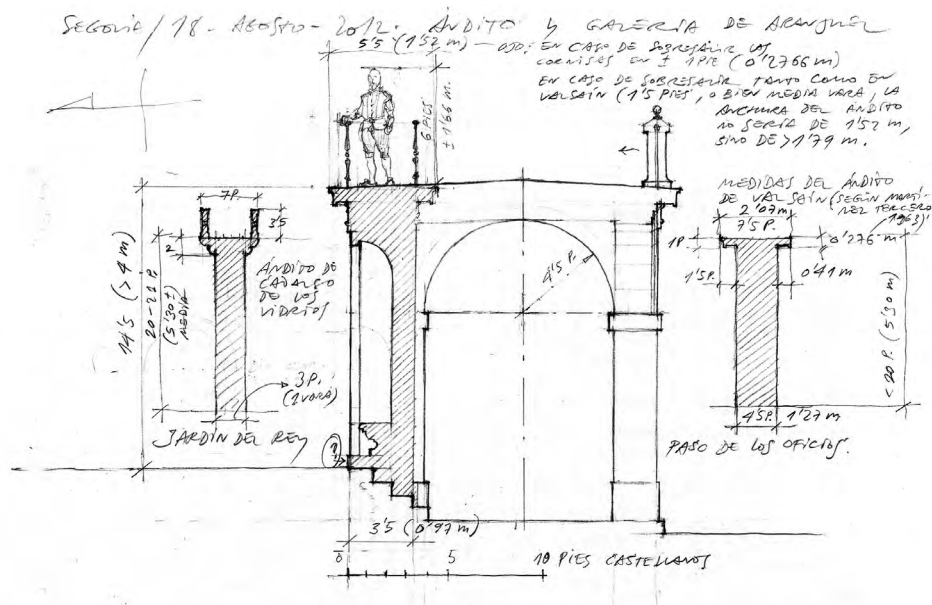 SEGOVIA / 18 - AGOSTO - 2012. ÁNDITO Y GALERÍA DE ARANJUEZ
5'5 (1'52 m) — OJO: EN CASO DE SOBRESALIR LAS
CORNISAS EN ± 1 PIE (0'2766 m)
EN CASO DE SOBRESALIR TANTO COMO EN
VALSAÍN (1'5 PIES, O BIEN MEDIA VARA, LA
ANCHURA DEL ÁNDITO
NO SERÍA DE 1'52 m,
SINO DE > 1'79 m.
6 PIES
± 1'66 m.
7P.
3'5
2
14'5 (> 4 m)
20-21 P.
(5'30 ±)
MEDIA
ÁNDITO DE
CADALSO
DE LOS
VIDRIOS
3 P.
(1 VARA)
JARDÍN DEL REY
4'5 P.
MEDIDAS DEL ÁNDITO
DE VALSAÍN (SEGÚN MARTÍ-
NEZ TERCERO
1963)
2'07 m
7'5 P.
1P
0'276 m
1'5 P.
0'41 m
< 20 P. (5'30 m)
4'5 P. 1'27 m
PASO DE LOS OFICIOS.
3'5 (0'97 m)
0 5 10 PIES CASTELLANOS